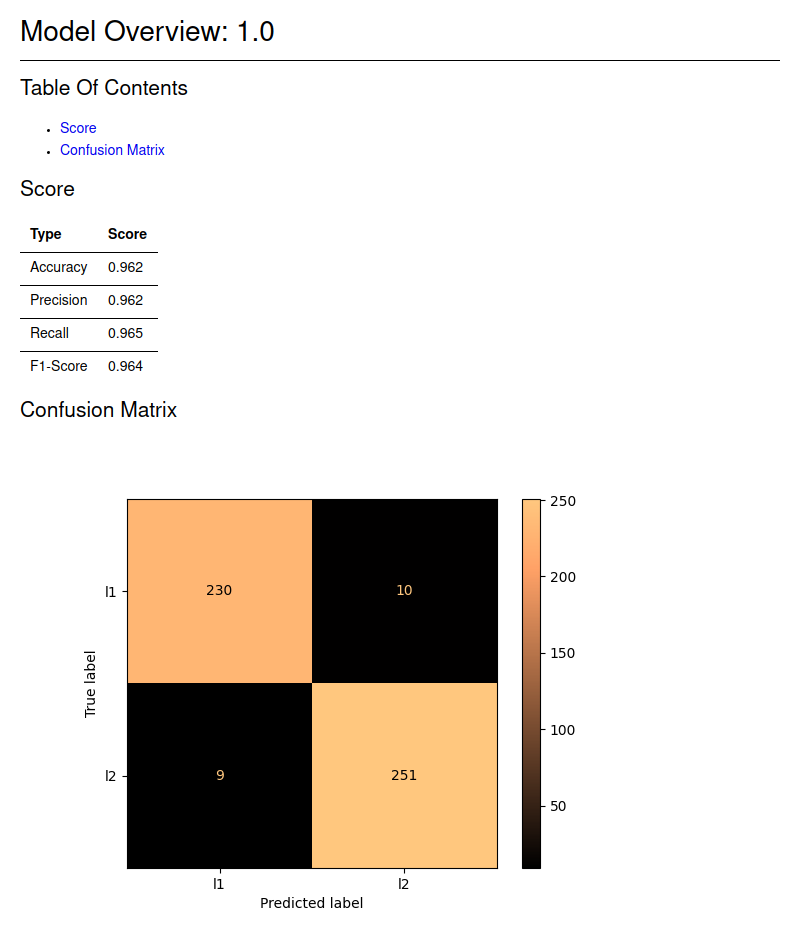 Model Overview: 1.0
Table Of Contents
Score
Confusion Matrix
Score
Type Score
Accuracy 0.962
Precision 0.962
Recall 0.965
F1-Score 0.964
Confusion Matrix
250
200
150
100
50
True label
l1
l2
230 10
9 251
l1 l2
Predicted label